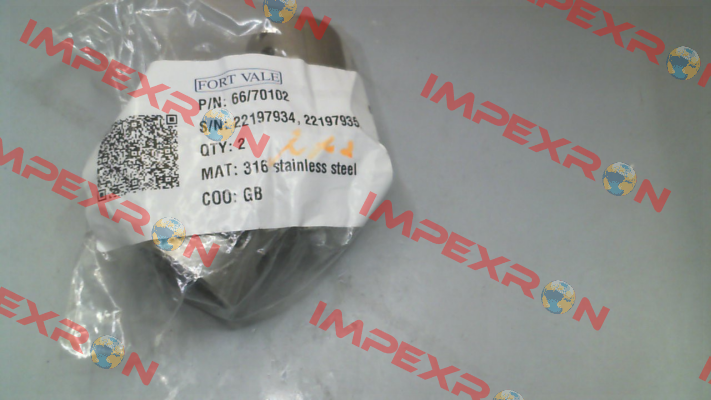 FORT VALE
P/N: 66/70102
S/N: 22197934, 22197935
QTY: 2
MAT: 316 stainless steel
COO: GB
IMPEXRON
IMPEXRON
IMPEXRON
IMPEXRON
IMPEXRON
IMPEXRON
IMPEXRON